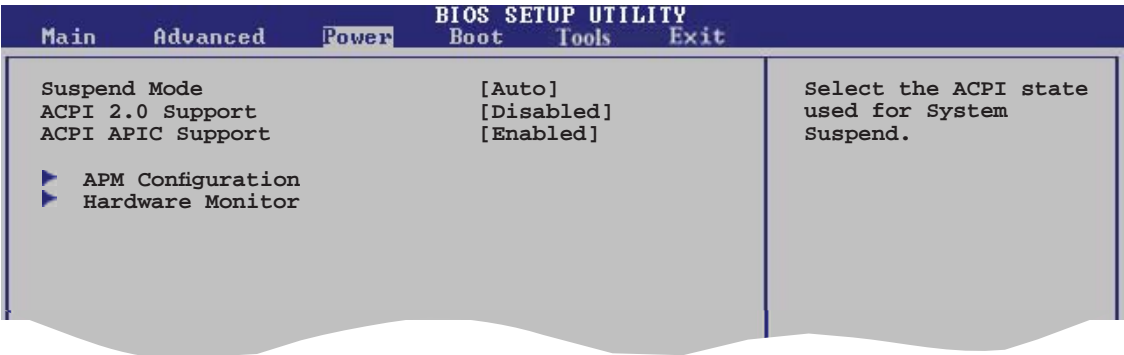 BIOS SETUP UTILITY
Main Advanced Power Boot Tools Exit
Suspend Mode [Auto]
ACPI 2.0 Support [Disabled]
ACPI APIC Support [Enabled]
APM Configuration
Hardware Monitor
Select the ACPI state
used for System
Suspend.